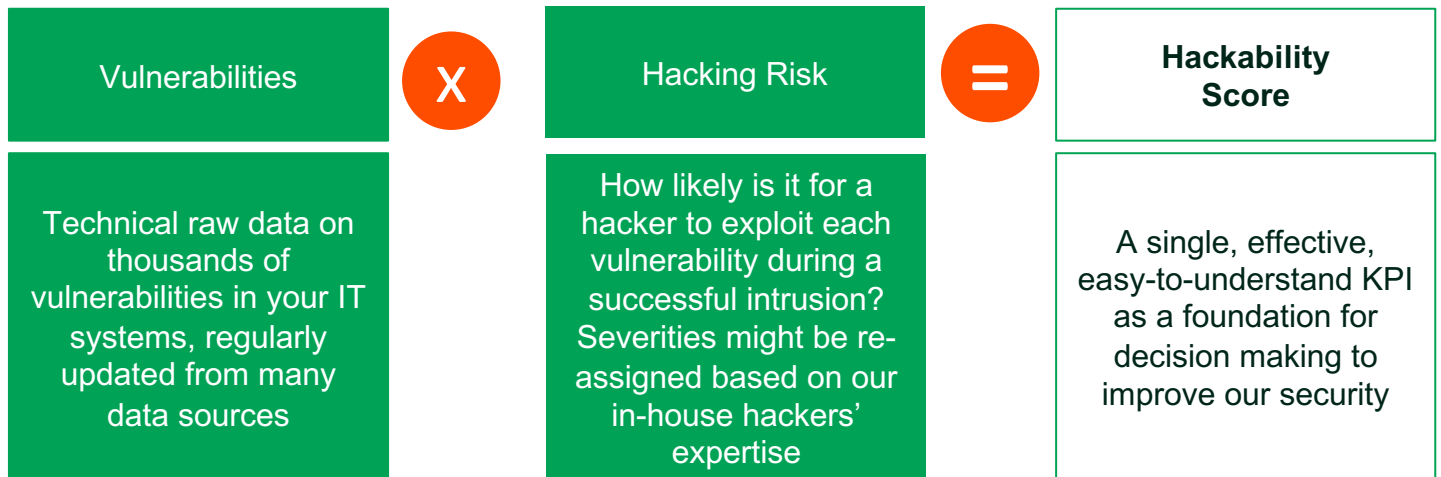 Vulnerabilities
x
Hacking Risk
=
Hackability
Score
Technical raw data on
thousands of
vulnerabilities in your IT
systems, regularly
updated from many
data sources
How likely is it for a
hacker to exploit each
vulnerability during a
successful intrusion?
Severities might be re-
assigned based on our
in-house hackers’
expertise
A single, effective,
easy-to-understand KPI
as a foundation for
decision making to
improve our security